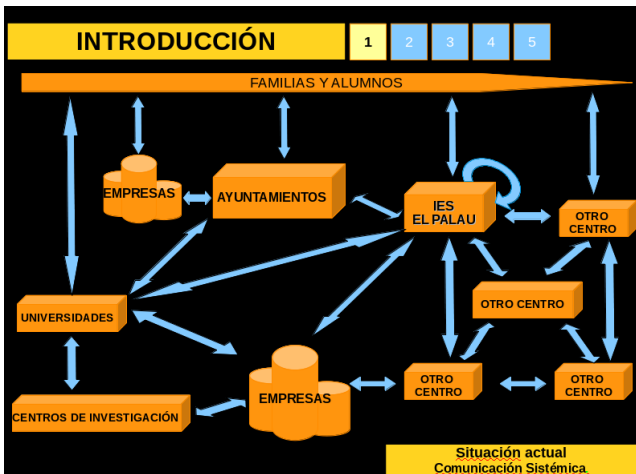 INTRODUCCIÓN
1 2 3 4 5
FAMILIAS Y ALUMNOS
EMPRESAS
AYUNTAMIENTOS
IES
EL PALAU
OTRO
CENTRO
OTRO CENTRO
UNIVERSIDADES
EMPRESAS
OTRO
CENTRO
OTRO
CENTRO
CENTROS DE INVESTIGACIÓN
Situación actual
Comunicación Sistémica